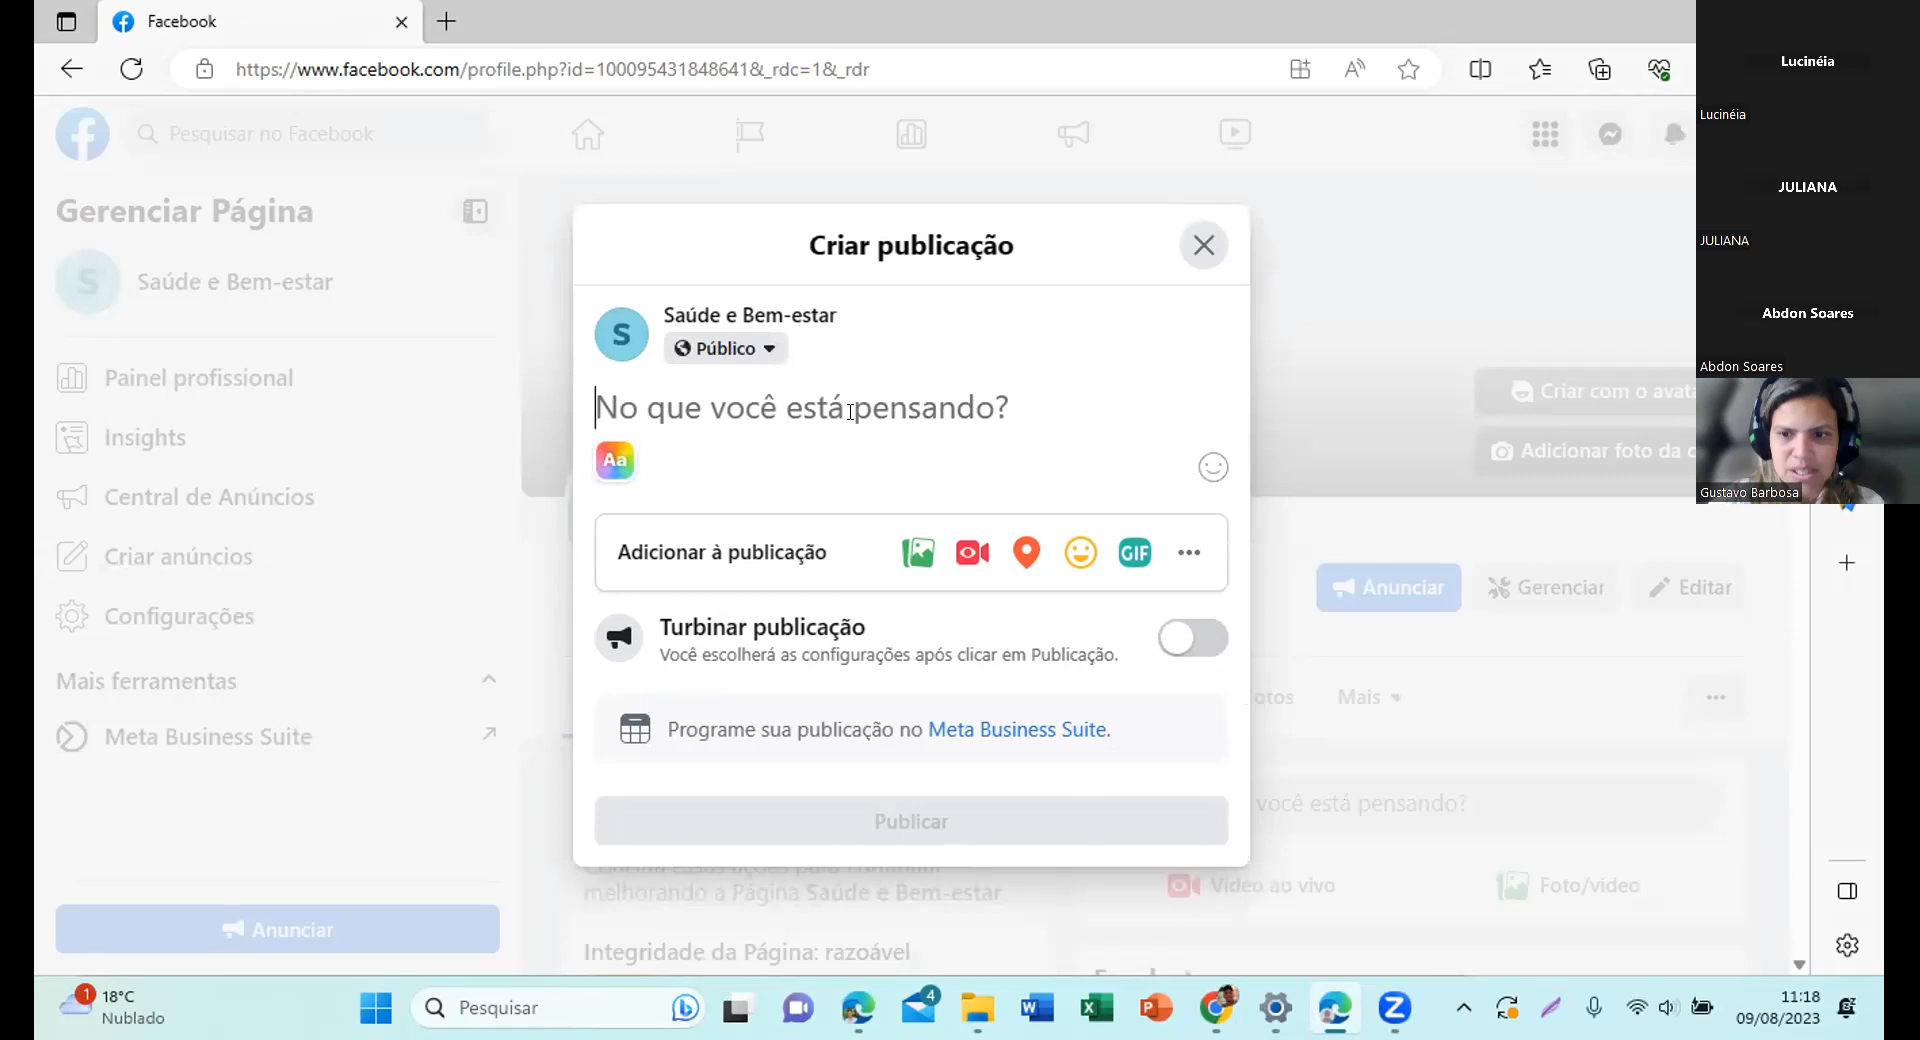 Facebook
https://www.facebook.com/profile.php?id=100095431848641&_rdc=1&_rdr
Pesquisar no Facebook
Gerenciar Página
S
Saúde e Bem-estar
Painel profissional
Insights
Central de Anúncios
Criar anúncios
Configurações
Mais ferramentas
Meta Business Suite
Anunciar
Criar publicação
S
Saúde e Bem-estar
Público
No que você está pensando?
Aa
Adicionar à publicação
GIF
Turbinar publicação
Você escolherá as configurações após clicar em Publicação.
Programe sua publicação no Meta Business Suite.
Publicar
Criar com o avata
Adicionar foto da c
Anunciar
Gerenciar
Editar
otos
Mais
você está pensando?
Vídeo ao vivo
Foto/vídeo
melhorando a Página Saúde e Bem-estar
Integridade da Página: razoável
Lucinéia
Lucinéia
JULIANA
JULIANA
Abdon Soares
Abdon Soares
Gustavo Barbosa
1
18°C
Nublado
Pesquisar
4
11:18
09/08/2023